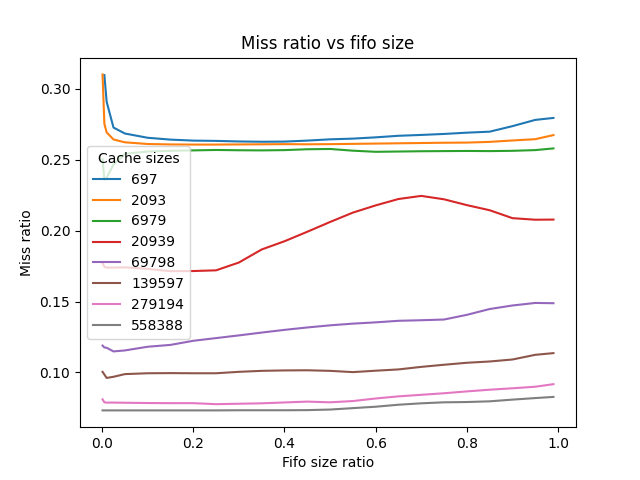 Miss ratio vs fifo size
0.30
0.25
0.20
0.15
0.10
Miss ratio
Cache sizes
697
2093
6979
20939
69798
139597
279194
558388
0.0 0.2 0.4 0.6 0.8 1.0
Fifo size ratio